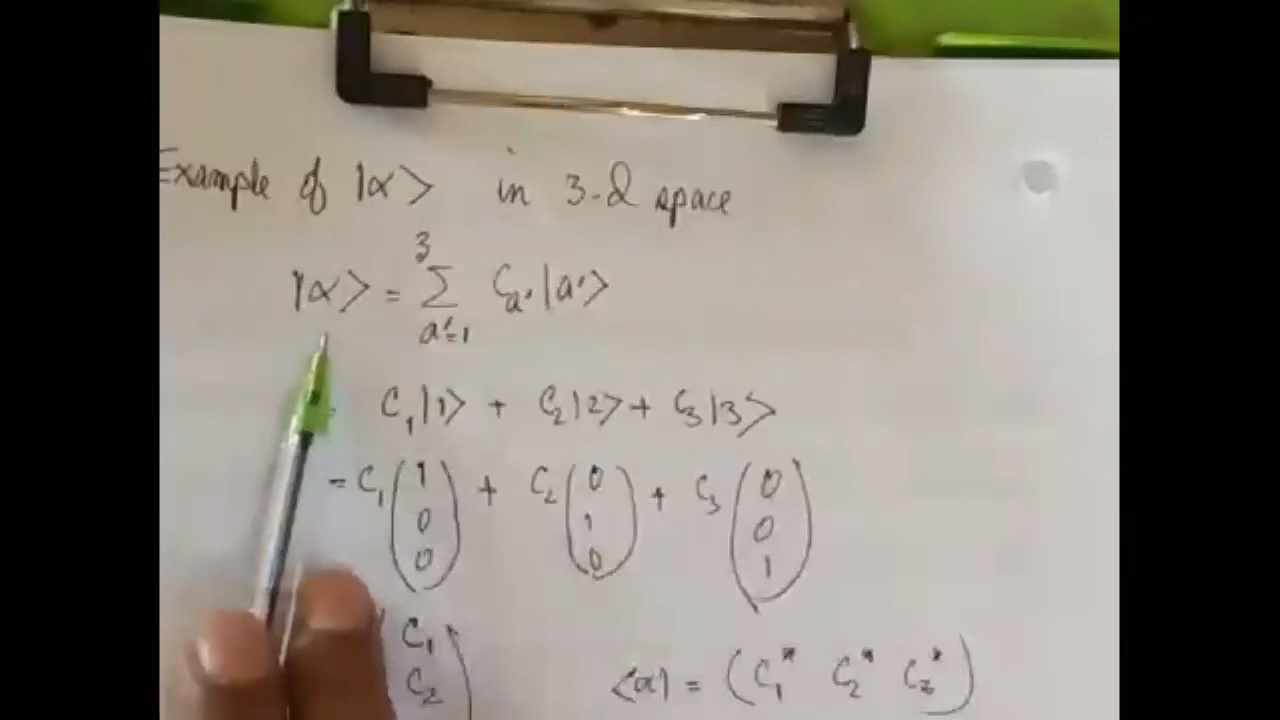 Example of |α> in 3-d space
|α> = Σ_{a'=1}^{3} C_{a'} |a'>
= C₁|1> + C₂|2> + C₃|3>
= C₁ (1 0 0) + C₂ (0 1 0) + C₃ (0 0 1)
C₁
C₂
<α| = (C₁* C₂* C₃*)